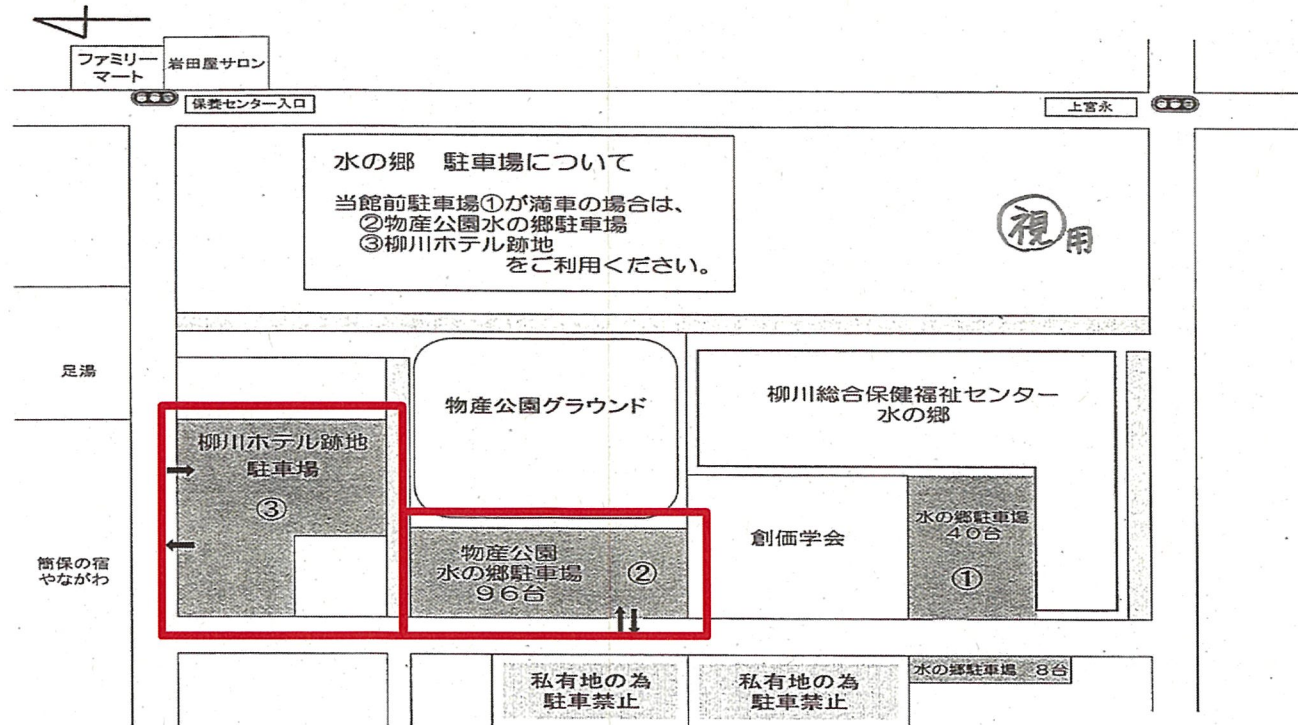 ファミリー
マート
岩田屋サロン
保養センター入口
上宮永
水の郷 駐車場について
当館前駐車場①が満車の場合は、
②物産公園水の郷駐車場
③柳川ホテル跡地
をご利用ください。
視用
足湯
物産公園グラウンド
柳川総合保健福祉センター
水の郷
柳川ホテル跡地
駐車場
③
簡保の宿
やながわ
物産公園
水の郷駐車場
96台
②
創価学会
水の郷駐車場
40台
①
私有地の為
駐車禁止
私有地の為
駐車禁止
水の郷駐車場 8台